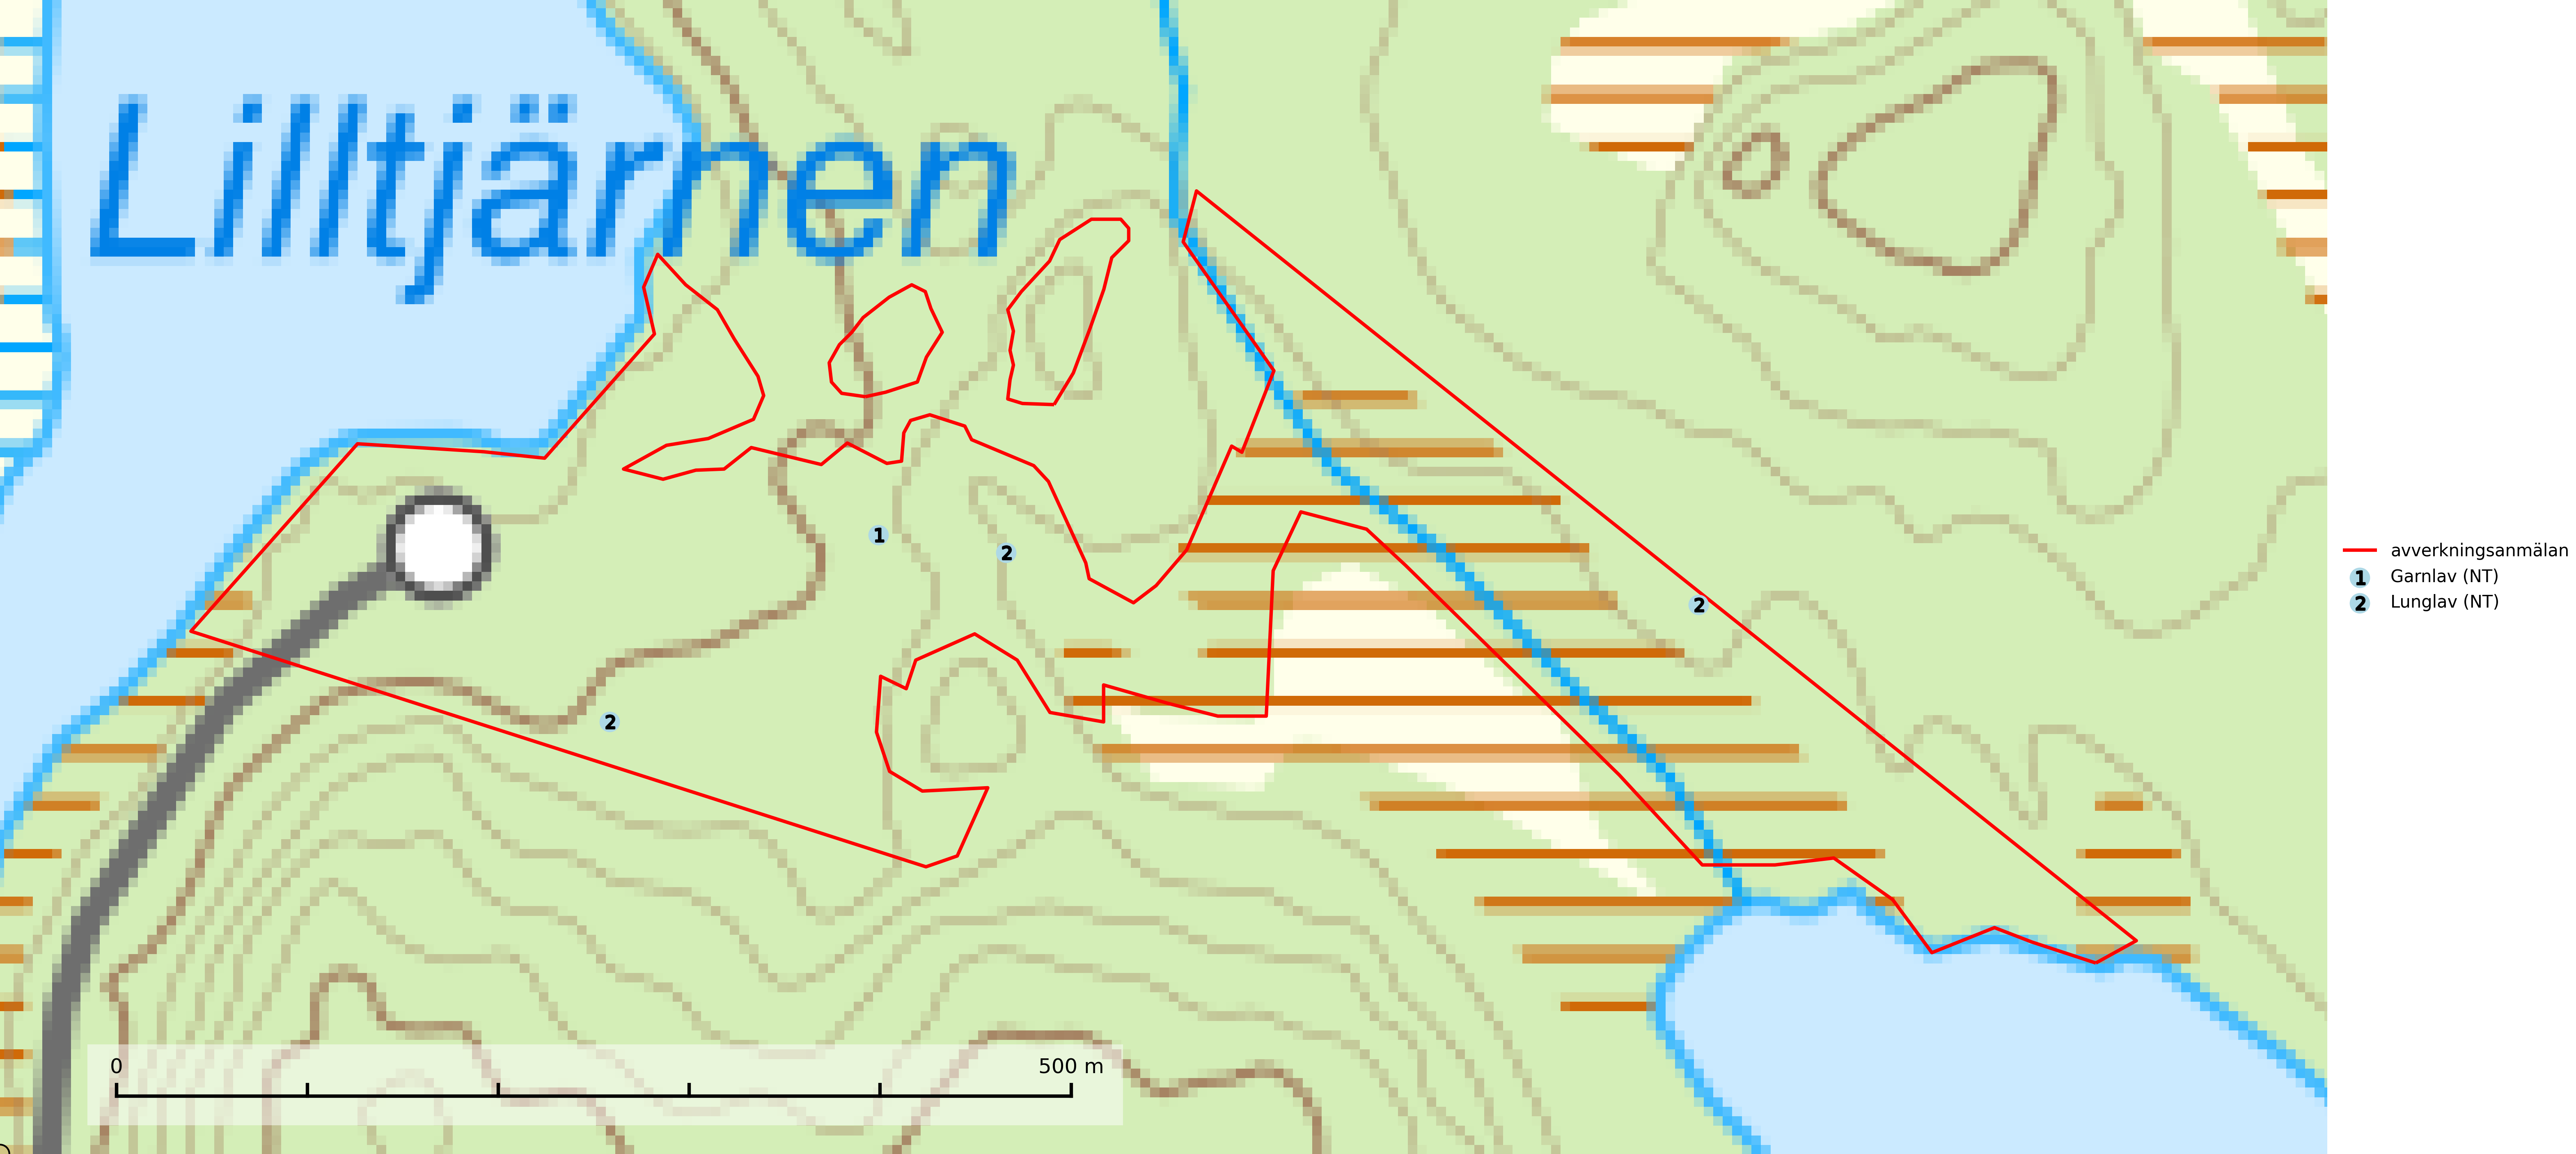 Lilltjärnen
1
2
2
2
0
500 m
avverkningsanmälan
1 Garnlav (NT)
2 Lunglav (NT)